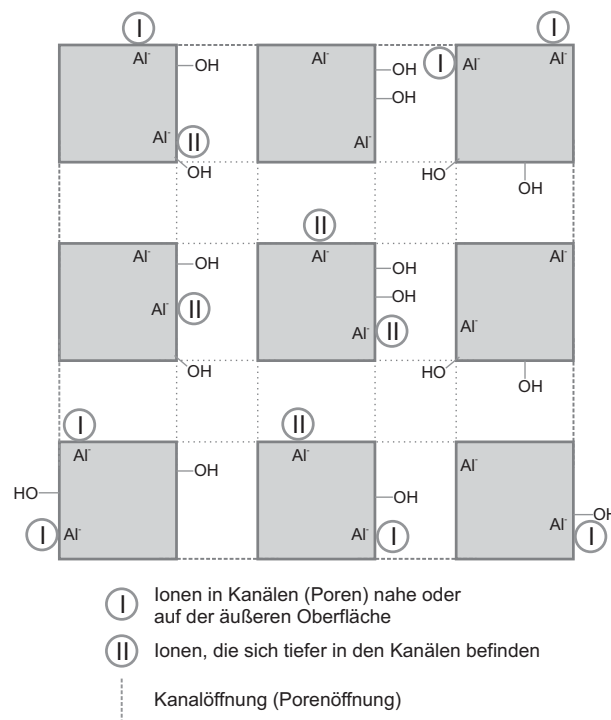 I I
Al⁻ OH Al⁻ OH I Al⁻ Al⁻
OH
Al⁻ II Al⁻
OH HO OH
II
Al⁻ OH Al⁻ OH Al⁻
OH
Al⁻ II Al⁻ II Al⁻
OH HO OH
I II
Al⁻ OH Al⁻ Al⁻
HO OH OH
I Al⁻ Al⁻ I Al⁻ I
I Ionen in Kanälen (Poren) nahe oder
auf der äußeren Oberfläche
II Ionen, die sich tiefer in den Kanälen befinden
Kanalöffnung (Porenöffnung)